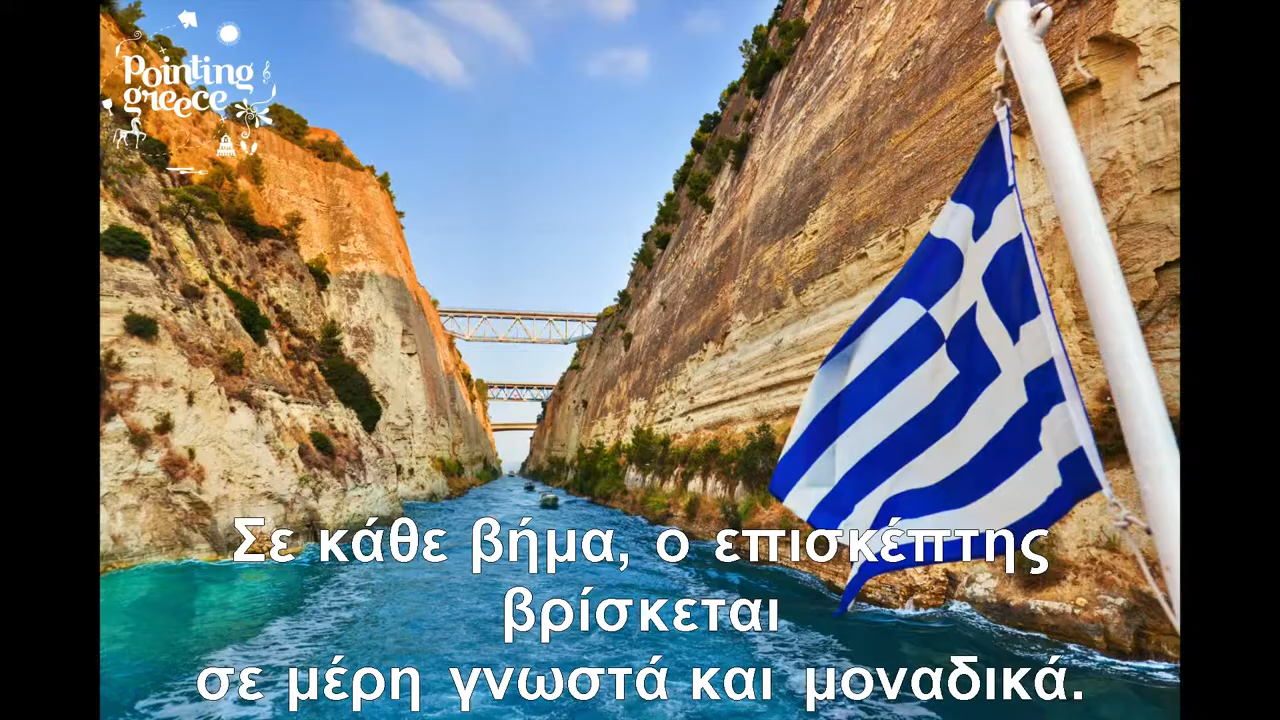 Pointing
greece
Σε κάθε βήμα, ο επισκέπτης
βρίσκεται
σε μέρη γνωστά και μοναδικά.